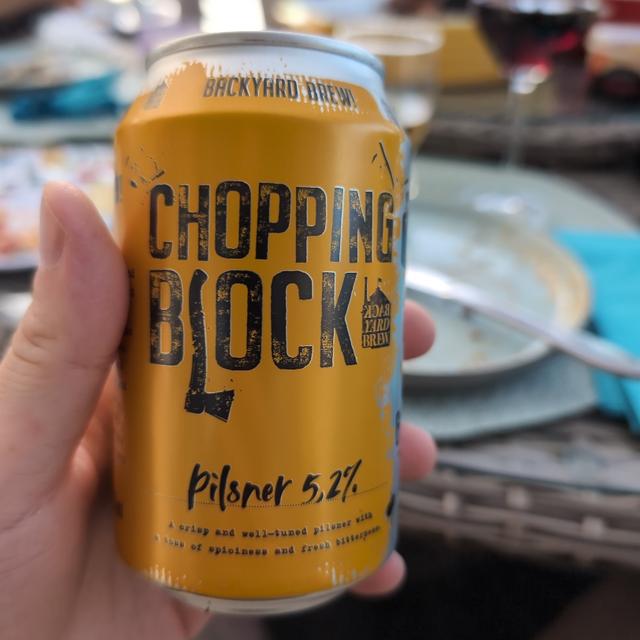 BACKYARD BREW!
CHOPPING
BLOCK
BACK
YARD
BREW
Pilsner 5,2%
A crisp and well-tuned pilsner with
a tone of spiciness and fresh bitterness.